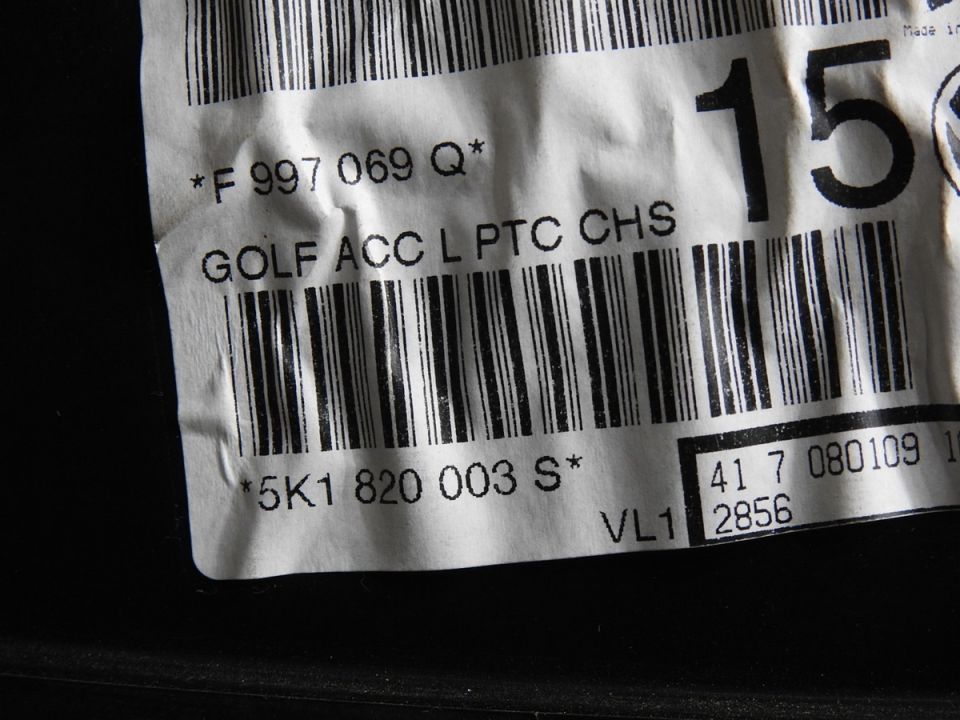 Made in
15
*F 997 069 Q*
GOLF ACC L PTC CHS
*5K1 820 003 S*
VL1
41 7 080109
2856